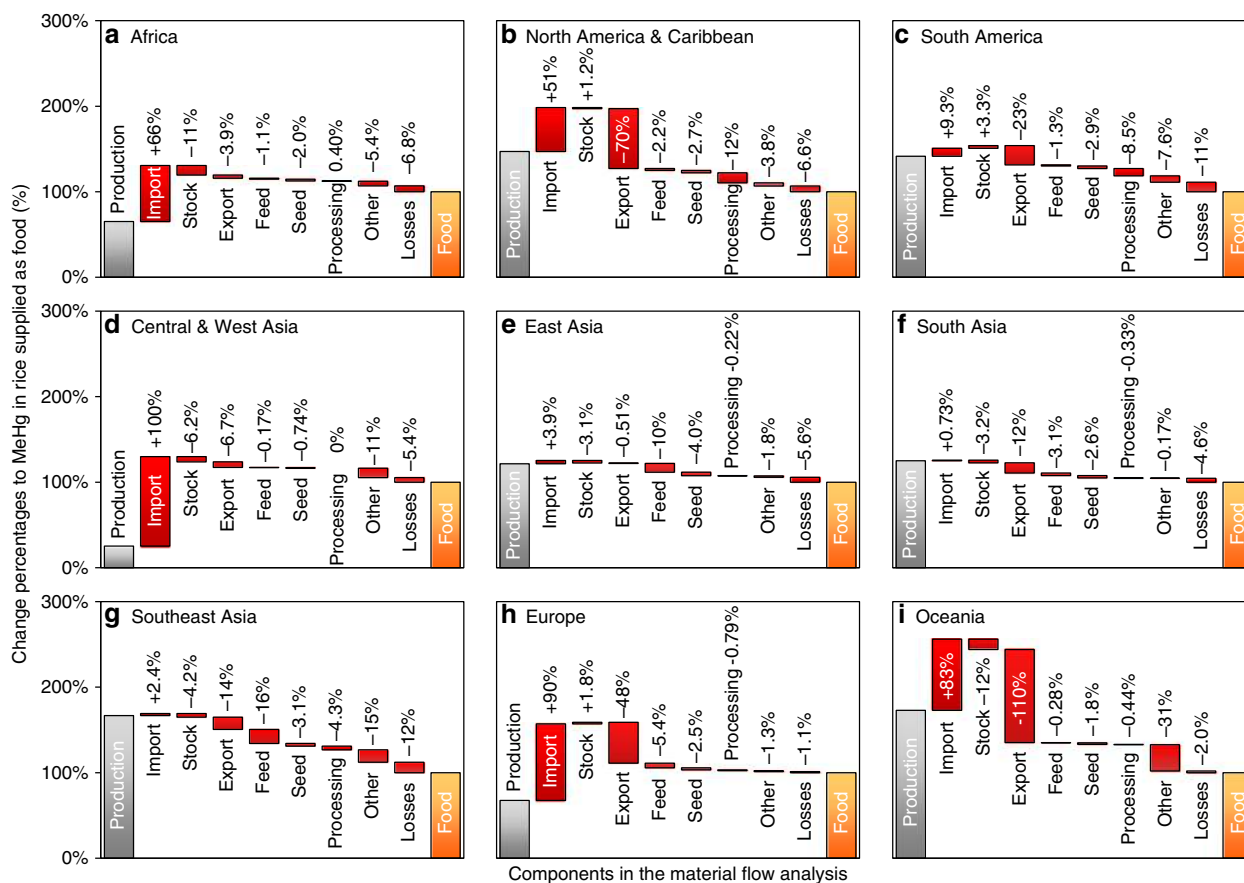 Change percentages to MeHg in rice supplied as food (%)
300%
200%
100%
0%
a Africa
Production
Import +66%
Stock −11%
Export −3.9%
Feed −1.1%
Seed −2.0%
Processing 0.40%
Other −5.4%
Losses −6.8%
Food
b North America & Caribbean
Production
Import +51%
Stock +1.2%
Export −70%
Feed −2.2%
Seed −2.7%
Processing −12%
Other −3.8%
Losses −6.6%
Food
c South America
Production
Import +9.3%
Stock +3.3%
Export −23%
Feed −1.3%
Seed −2.9%
Processing −8.5%
Other −7.6%
Losses −11%
Food
300%
200%
100%
0%
d Central & West Asia
Production
Import +100%
Stock −6.2%
Export −6.7%
Feed −0.17%
Seed −0.74%
Processing 0%
Other −11%
Losses −5.4%
Food
e East Asia
Production
Import +3.9%
Stock −3.1%
Export −0.51%
Feed −10%
Seed −4.0%
Processing -0.22%
Other −1.8%
Losses −5.6%
Food
f South Asia
Production
Import +0.73%
Stock −3.2%
Export −12%
Feed −3.1%
Seed −2.6%
Processing -0.33%
Other −0.17%
Losses −4.6%
Food
300%
200%
100%
0%
g Southeast Asia
Production
Import +2.4%
Stock −4.2%
Export −14%
Feed −16%
Seed −3.1%
Processing −4.3%
Other −15%
Losses −12%
Food
h Europe
Production
Import +90%
Stock +1.8%
Export −48%
Feed −5.4%
Seed −2.5%
Processing -0.79%
Other −1.3%
Losses −1.1%
Food
i Oceania
Production
Import +83%
Stock −12%
Export -110%
Feed −0.28%
Seed −1.8%
Processing −0.44%
Other −31%
Losses −2.0%
Food
Components in the material flow analysis